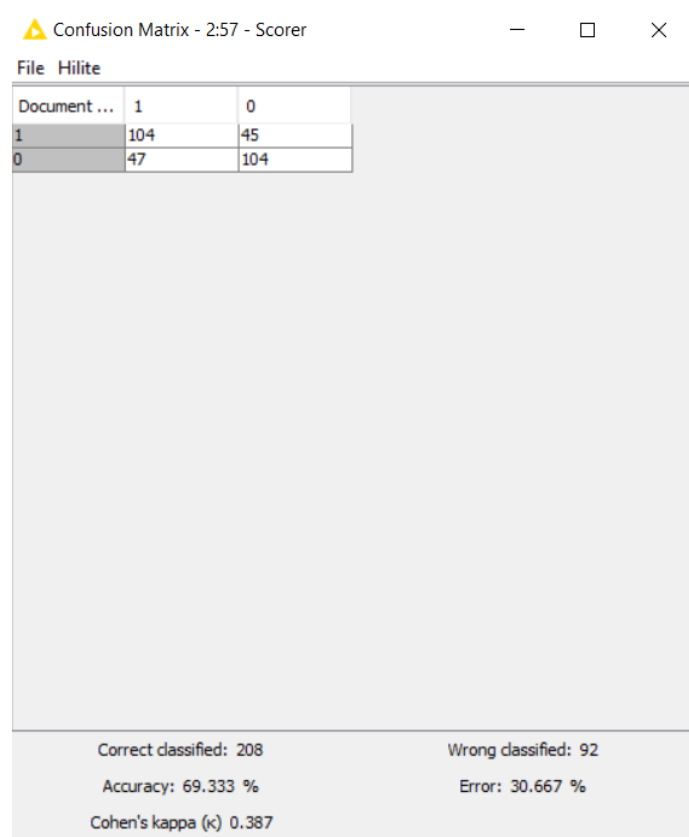 Confusion Matrix - 2:57 - Scorer
File Hilite
Document ... 1 0
1 104 45
0 47 104
Correct classified: 208 Wrong classified: 92
Accuracy: 69.333 % Error: 30.667 %
Cohen's kappa (κ) 0.387